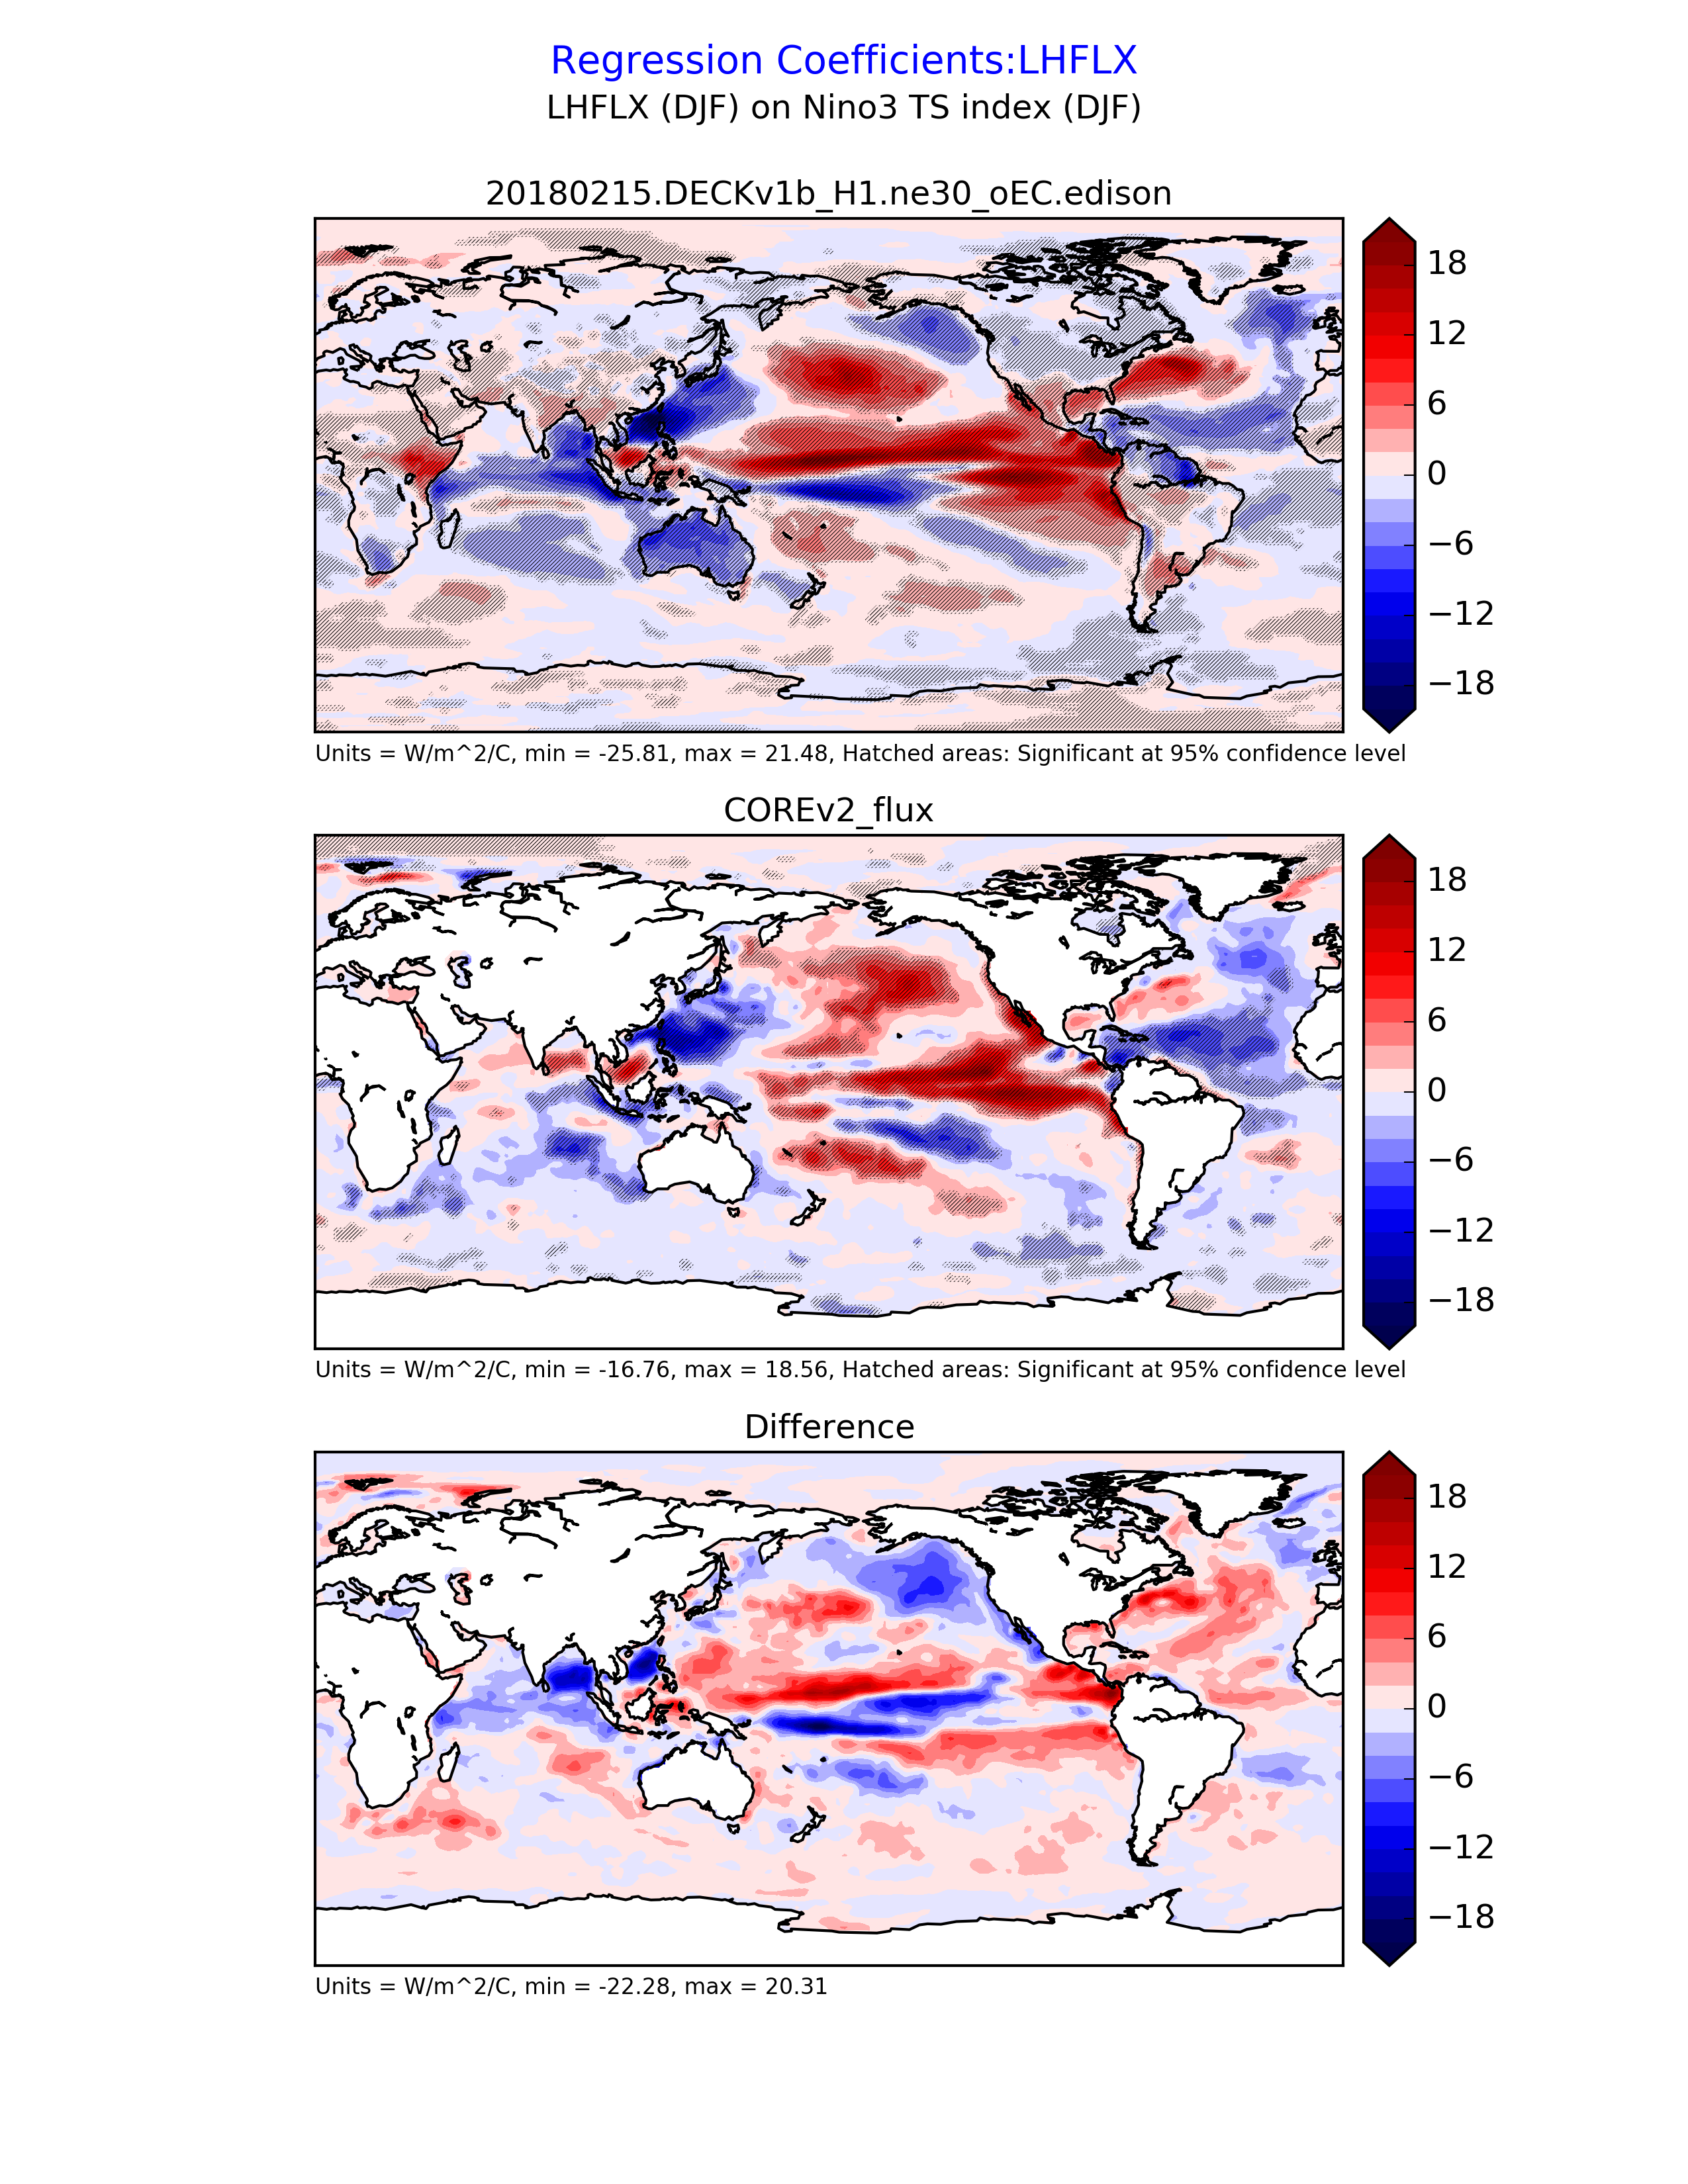 Regression Coefficients:LHFLX
LHFLX (DJF) on Nino3 TS index (DJF)
20180215.DECKv1b_H1.ne30_oEC.edison
18
12
6
0
−6
−12
−18
Units = W/m^2/C, min = -25.81, max = 21.48, Hatched areas: Significant at 95% confidence level
COREv2_flux
18
12
6
0
−6
−12
−18
Units = W/m^2/C, min = -16.76, max = 18.56, Hatched areas: Significant at 95% confidence level
Difference
18
12
6
0
−6
−12
−18
Units = W/m^2/C, min = -22.28, max = 20.31